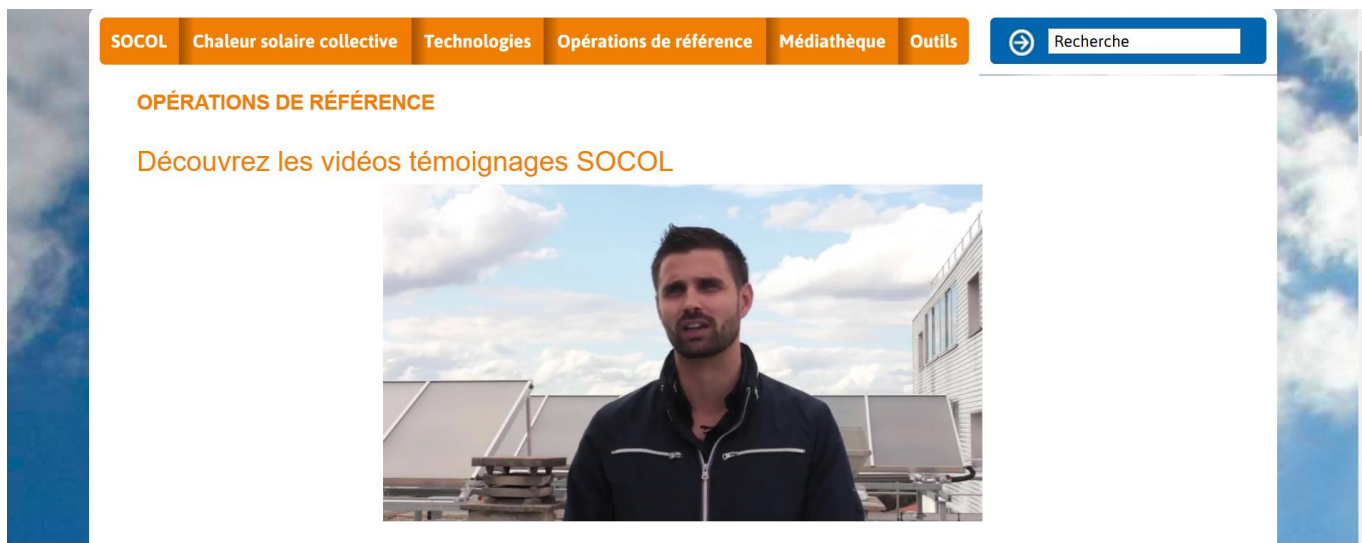 SOCOL Chaleur solaire collective Technologies Opérations de référence Médiathèque Outils Recherche
OPÉRATIONS DE RÉFÉRENCE
Découvrez les vidéos témoignages SOCOL